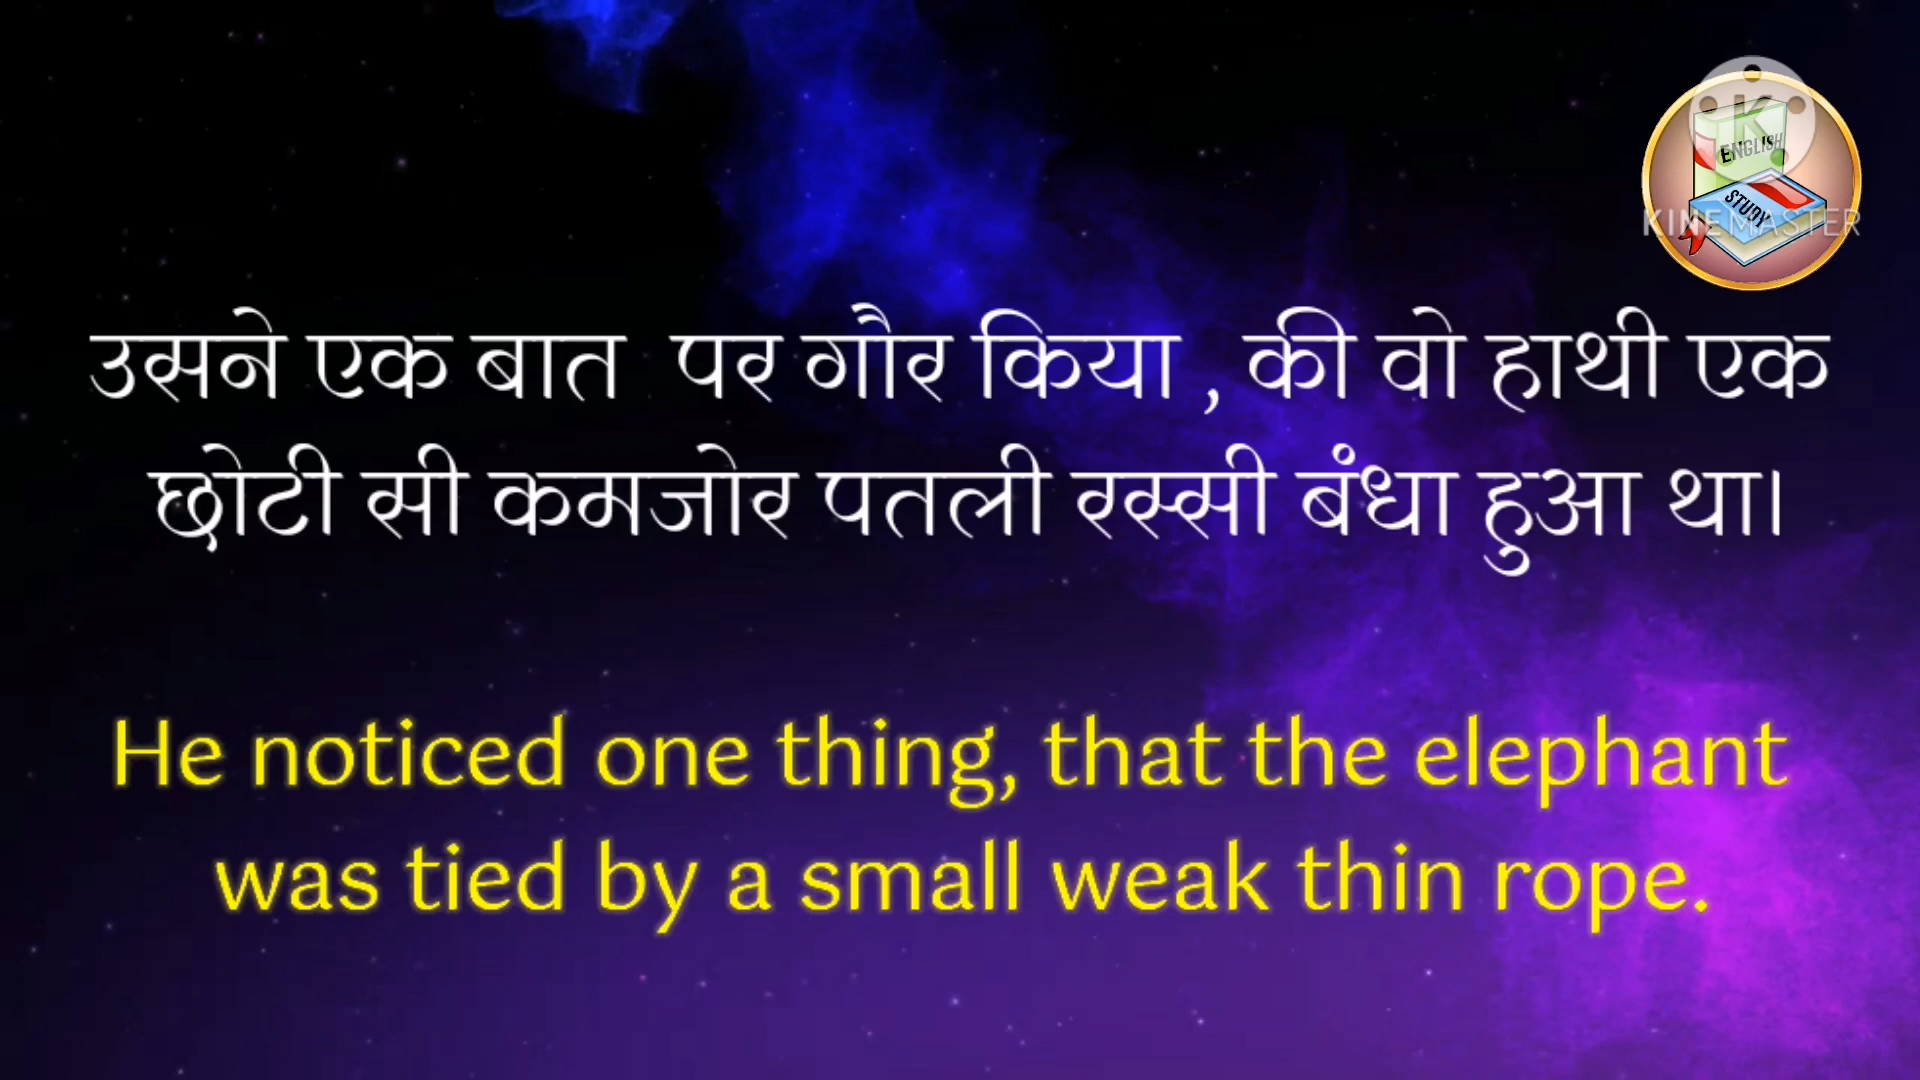 ENGLISH
STUDY
KINEMASTER
उसने एक बात पर गौर किया , की वो हाथी एक
छोटी सी कमजोर पतली रस्सी बंधा हुआ था।
He noticed one thing, that the elephant
was tied by a small weak thin rope.